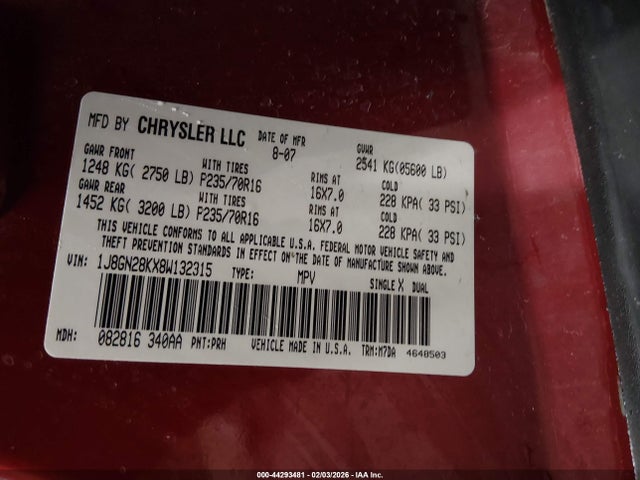 MFD BY CHRYSLER LLC DATE OF MFR GVWR
8-07 2541 KG(05600 LB)
GAWR FRONT WITH TIRES RIMS AT COLD
1248 KG( 2750 LB) P235/70R16 16X7.0 228 KPA( 33 PSI)
GAWR REAR WITH TIRES RIMS AT COLD
1452 KG( 3200 LB) P235/70R16 16X7.0 228 KPA( 33 PSI)
THIS VEHICLE CONFORMS TO ALL APPLICABLE U.S.A. FEDERAL MOTOR VEHICLE SAFETY AND
THEFT PREVENTION STANDARDS IN EFFECT ON THE DATE OF MANUFACTURE SHOWN ABOVE.
VIN: 1J8GN28KX8W132315 TYPE: MPV SINGLE X DUAL
MDH: 082816 340AA PNT:PRH VEHICLE MADE IN U.S.A. TRM:M7DA 4648503
000-44293481 - 02/03/2026 - IAA Inc.